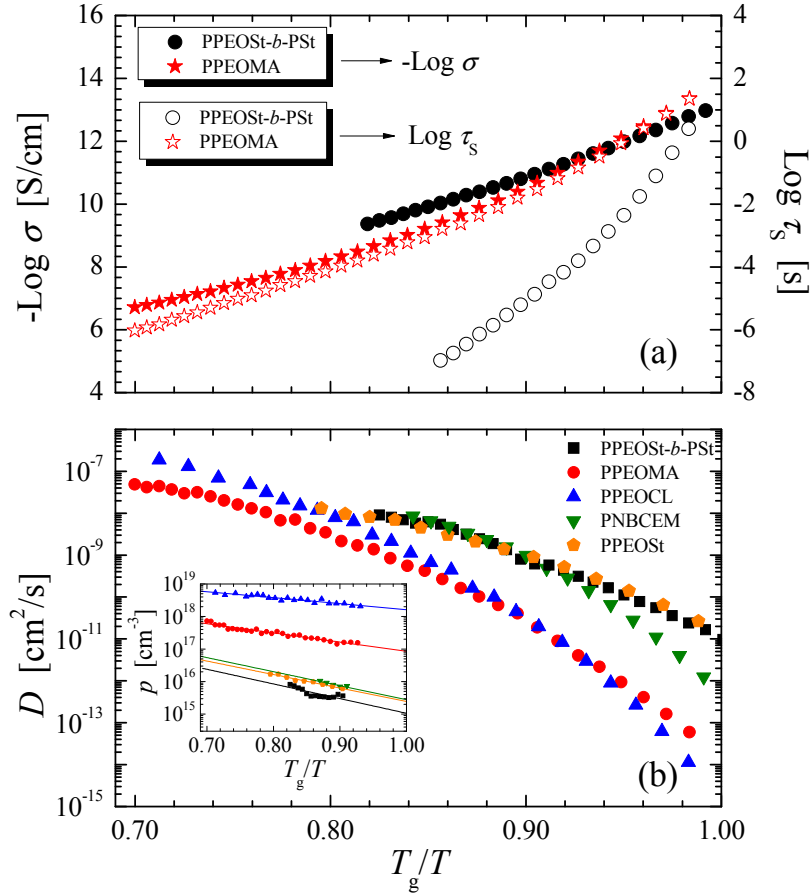 16
14
12
10
8
6
4
-Log σ [S/cm]
PPEOSt-b-PSt
PPEOMA
-Log σ
PPEOSt-b-PSt
PPEOMA
Log τS
4
2
0
-2
-4
-6
-8
Log τS [s]
(a)
10⁻⁷
10⁻⁹
10⁻¹¹
10⁻¹³
10⁻¹⁵
D [cm²/s]
PPEOSt-b-PSt
PPEOMA
PPEOCL
PNBCEM
PPEOSt
10¹⁹
10¹⁸
10¹⁷
10¹⁶
10¹⁵
p [cm⁻³]
0.70 0.80 0.90 1.00
Tg/T
(b)
0.70 0.80 0.90 1.00
Tg/T